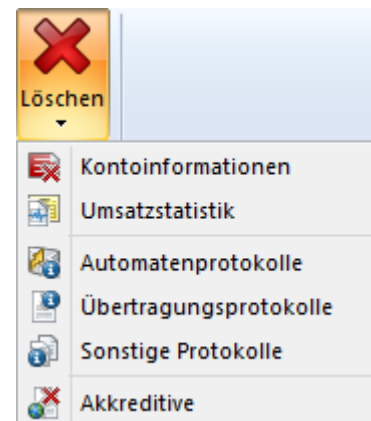 Löschen
Kontoinformationen
Umsatzstatistik
Automatenprotokolle
Übertragungsprotokolle
Sonstige Protokolle
Akkreditive